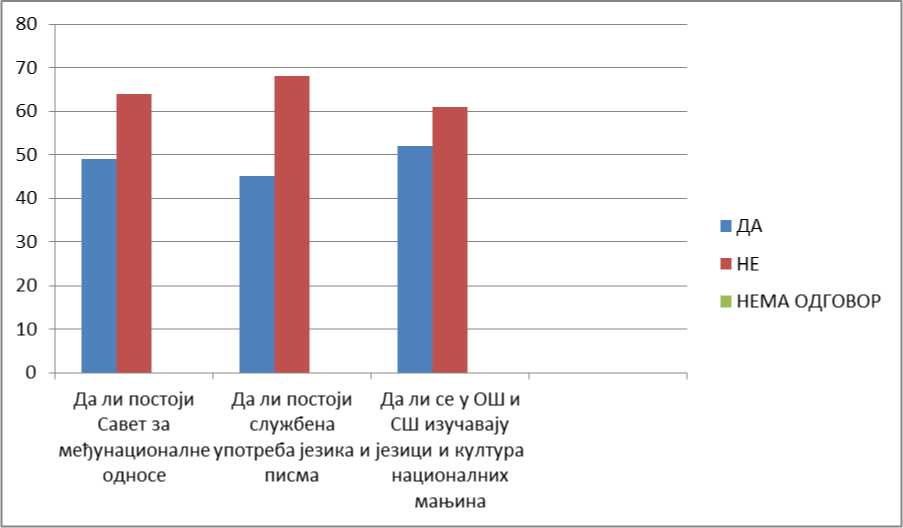 80
70
60
50
40
30
20
10
0
Да ли постоји
Савет за
међунационалне
односе
Да ли постоји
службена
употреба језика и
писма
Да ли се у ОШ и
СШ изучавају
језици и култура
националних
мањина
ДА
НЕ
НЕМА ОДГОВОР